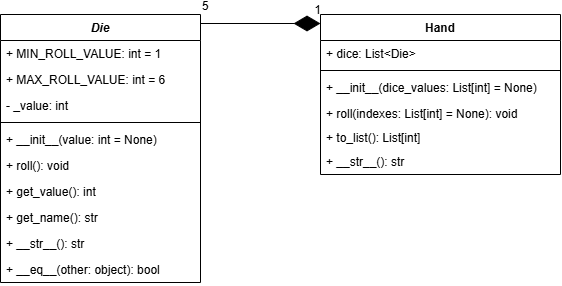 5
1
Die
+ MIN_ROLL_VALUE: int = 1
+ MAX_ROLL_VALUE: int = 6
- _value: int
+ __init__(value: int = None)
+ roll(): void
+ get_value(): int
+ get_name(): str
+ __str__(): str
+ __eq__(other: object): bool
Hand
+ dice: List<Die>
+ __init__(dice_values: List[int] = None)
+ roll(indexes: List[int] = None): void
+ to_list(): List[int]
+ __str__(): str